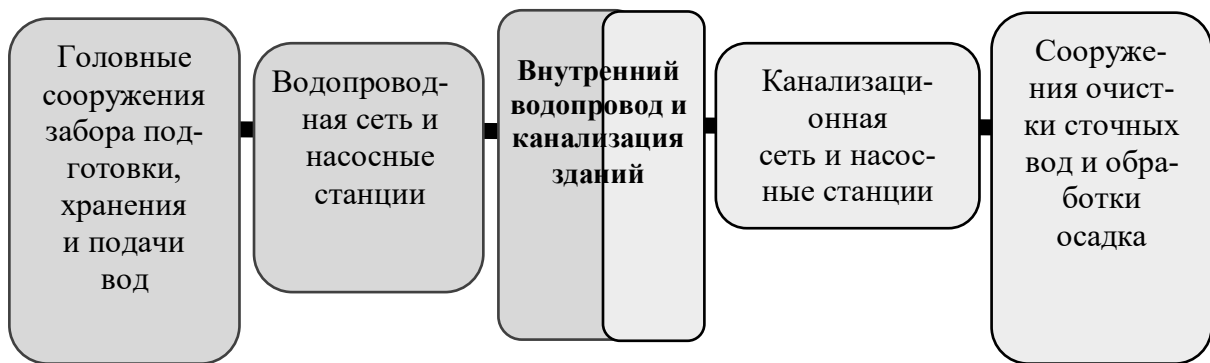 Головные
сооружения
забора под-
готовки,
хранения
и подачи
вод
Водопровод-
ная сеть и
насосные
станции
Внутренний
водопровод и
канализация
зданий
Канализаци-
онная
сеть и насос-
ные станции
Сооруже-
ния очист-
ки сточных
вод и обра-
ботки
осадка